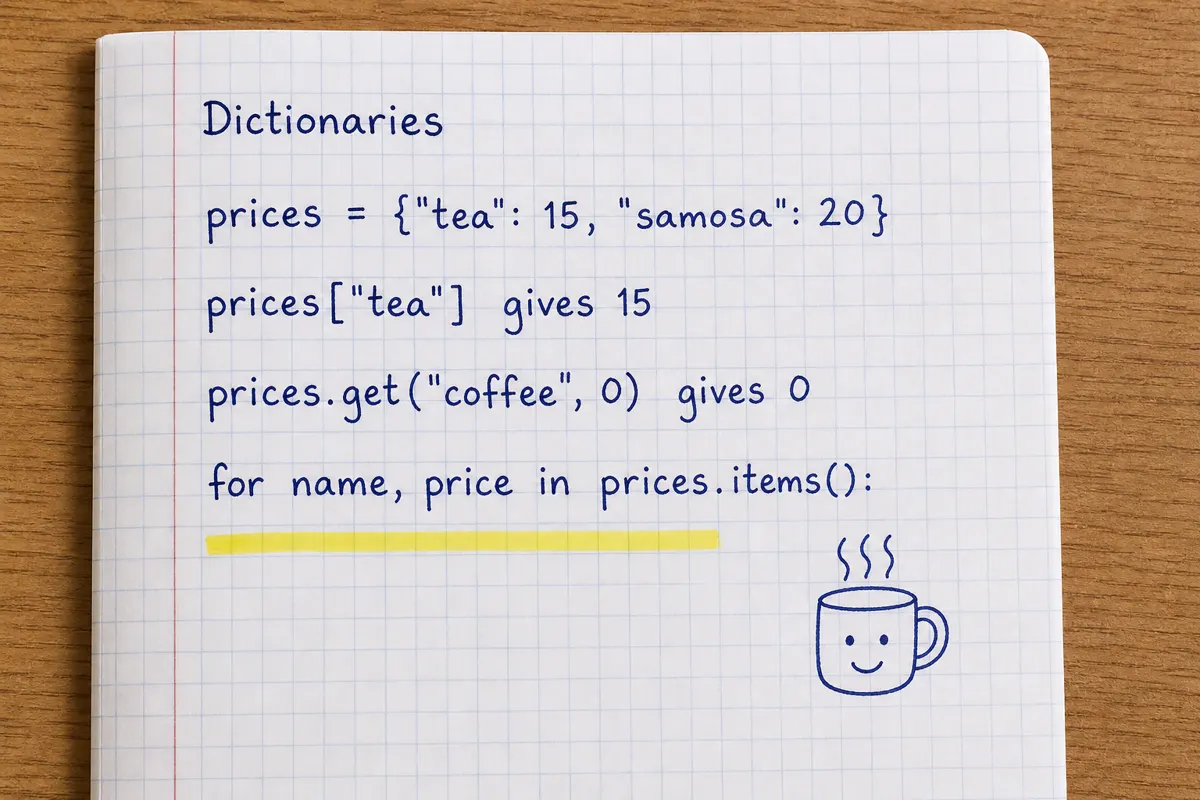 Dictionaries
prices = {"tea": 15, "samosa": 20}
prices["tea"] gives 15
prices.get("coffee", 0) gives 0
for name, price in prices.items():